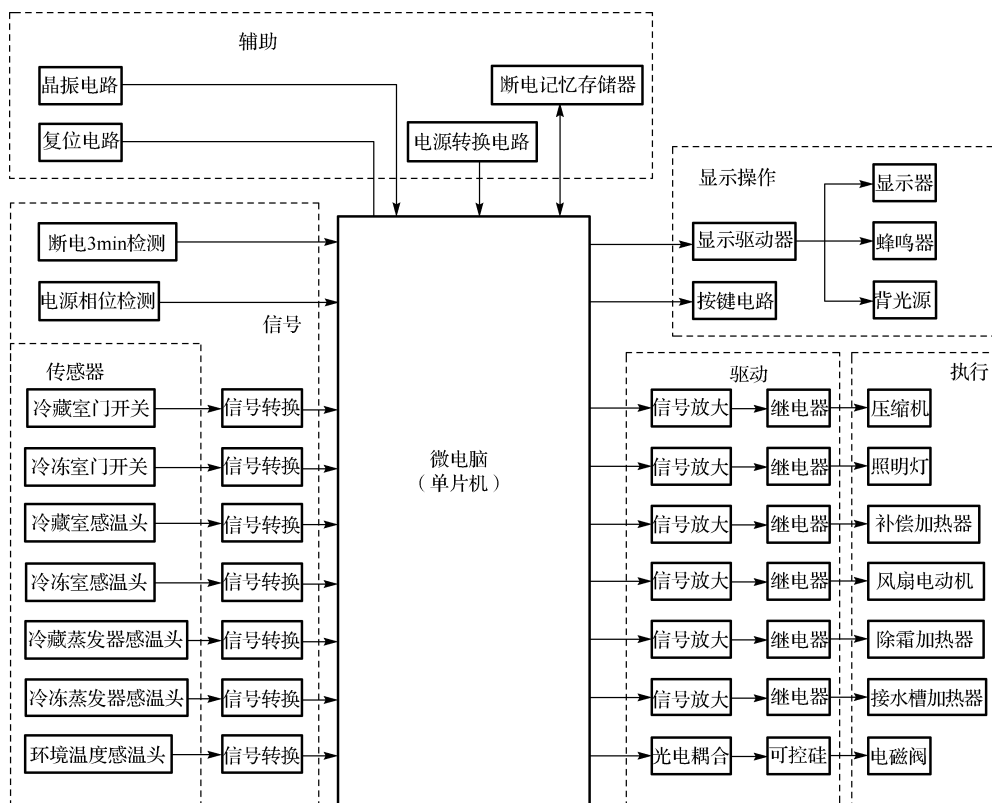 辅助
晶振电路
断电记忆存储器
复位电路
电源转换电路
显示操作
显示器
断电3min检测
显示驱动器
蜂鸣器
电源相位检测
按键电路
背光源
信号
传感器
驱动
执行
冷藏室门开关
信号转换
信号放大
继电器
压缩机
冷冻室门开关
信号转换
微电脑
(单片机)
信号放大
继电器
照明灯
冷藏室感温头
信号转换
信号放大
继电器
补偿加热器
冷冻室感温头
信号转换
信号放大
继电器
风扇电动机
冷藏蒸发器感温头
信号转换
信号放大
继电器
除霜加热器
冷冻蒸发器感温头
信号转换
信号放大
继电器
接水槽加热器
环境温度感温头
信号转换
光电耦合
可控硅
电磁阀